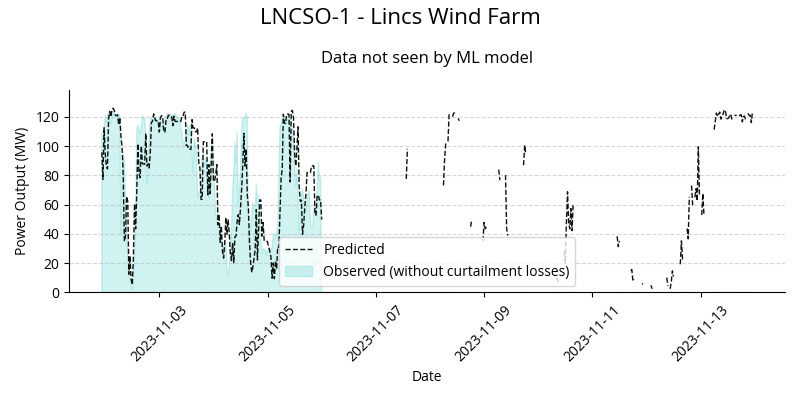 LNCSO-1 - Lincs Wind Farm
Data not seen by ML model
Power Output (MW)
120
100
80
60
40
20
0
Predicted
Observed (without curtailment losses)
2023-11-03
2023-11-05
2023-11-07
2023-11-09
2023-11-11
2023-11-13
Date